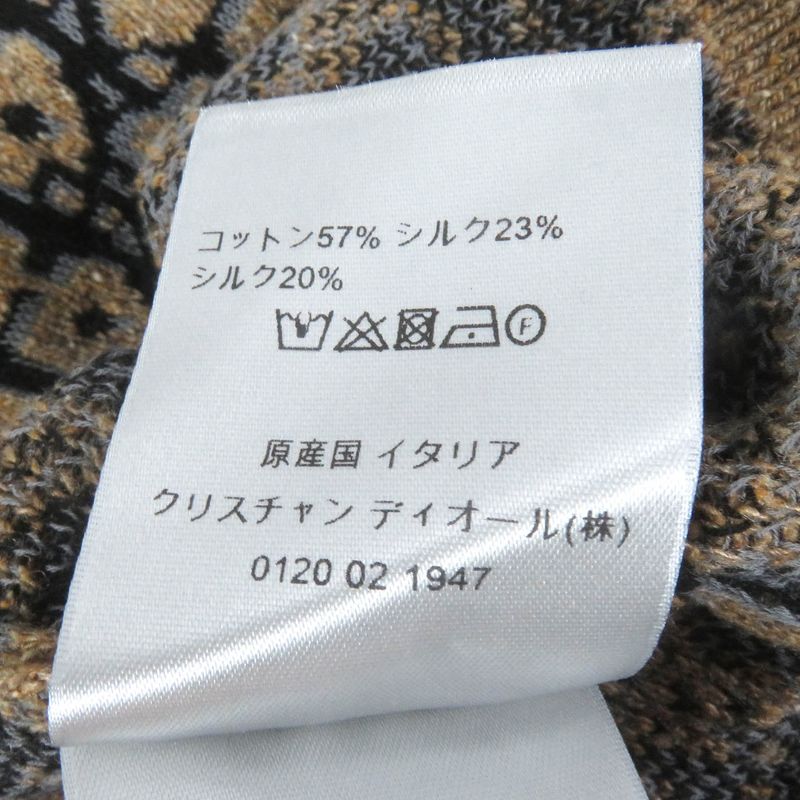 コットン57% シルク23%
シルク20%
F
原産国 イタリア
クリスチャン ディオール(株)
0120 02 1947